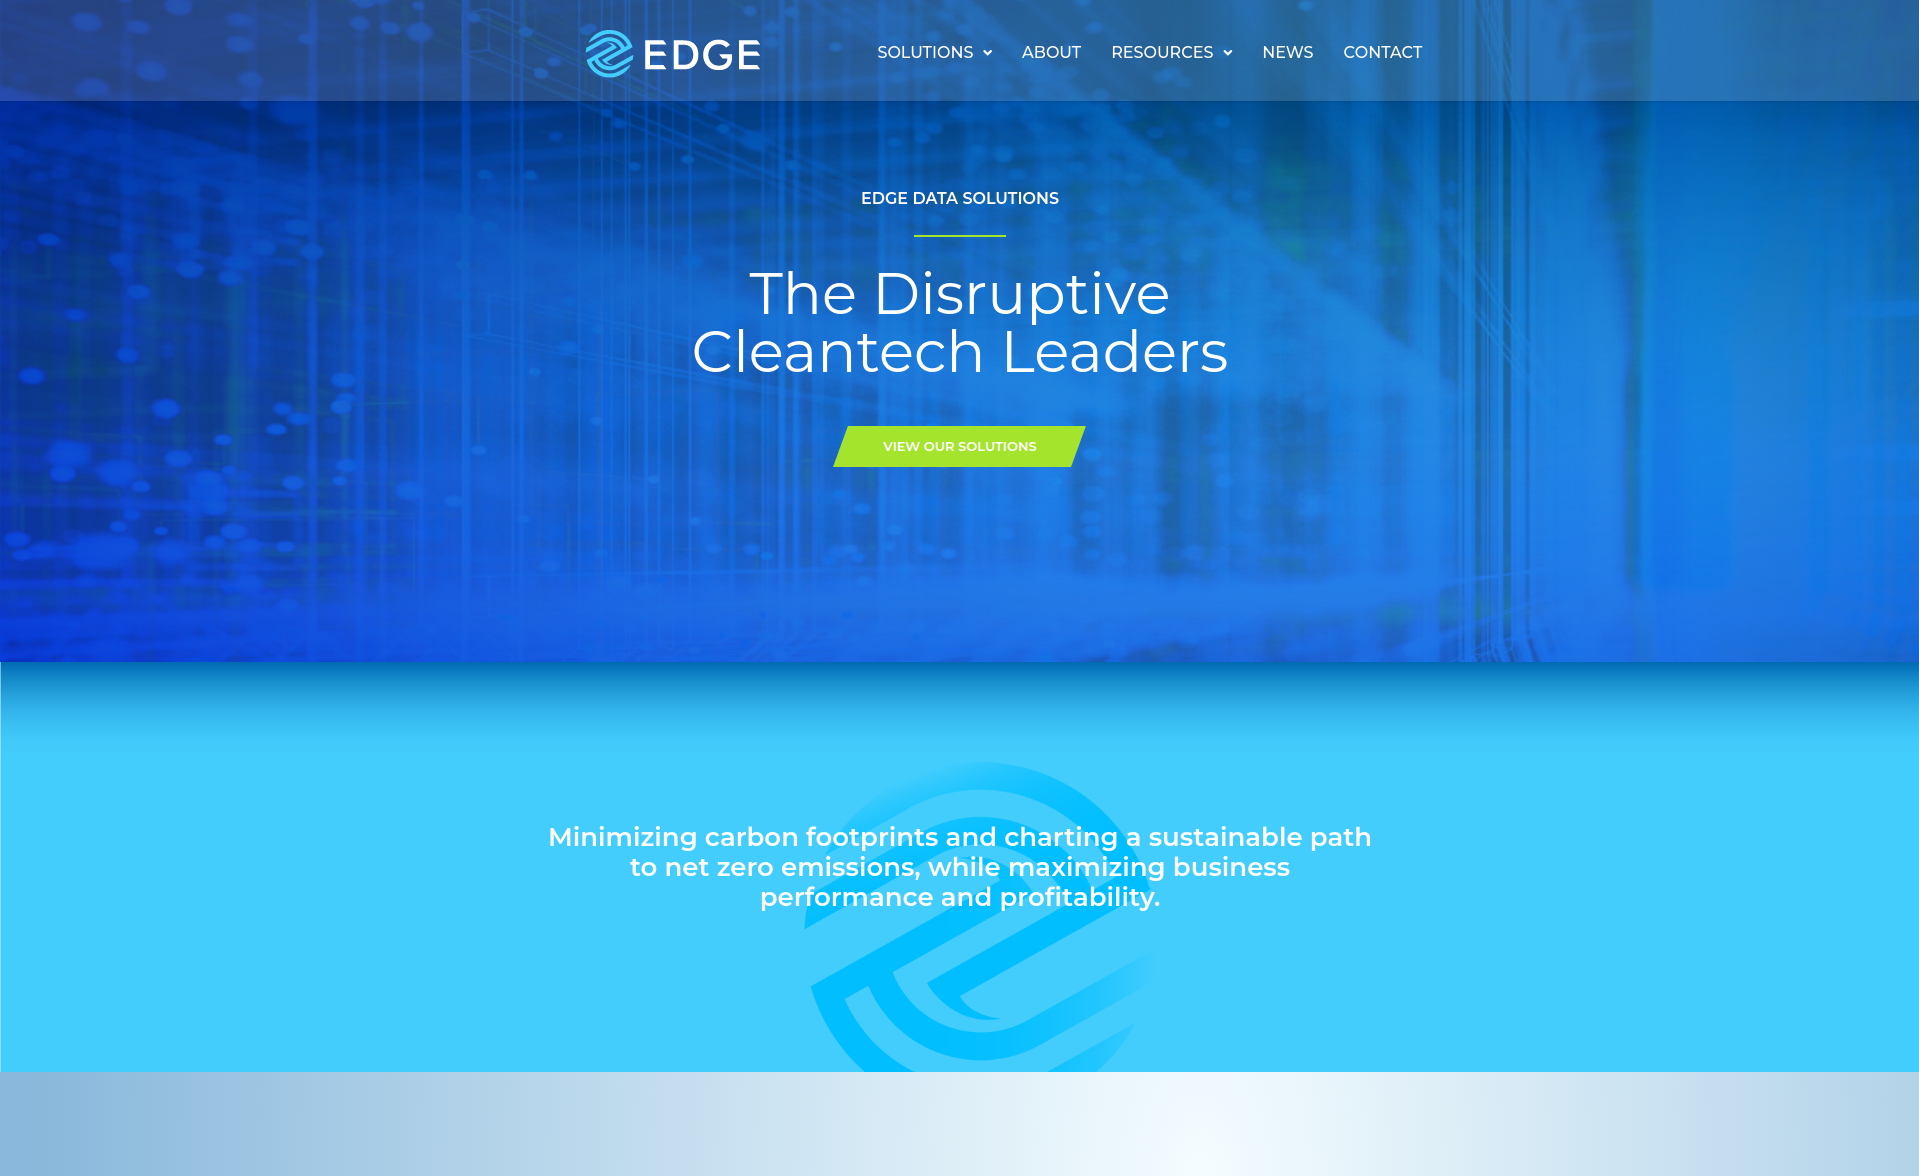 EDGE
SOLUTIONS
ABOUT
RESOURCES
NEWS
CONTACT
EDGE DATA SOLUTIONS
The Disruptive
Cleantech Leaders
VIEW OUR SOLUTIONS
Minimizing carbon footprints and charting a sustainable path
to net zero emissions, while maximizing business
performance and profitability.